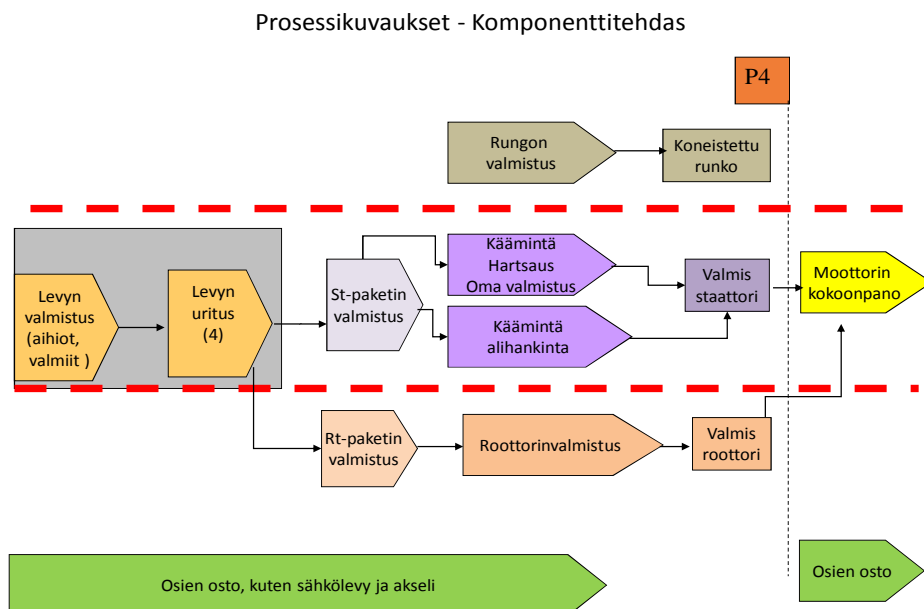 Prosessikuvaukset - Komponenttitehdas
P4
Rungon
valmistus
Koneistettu
runko
Levyn
valmistus
(aihiot,
valmiit )
Levyn
uritus
(4)
St-paketin
valmistus
Käämintä
Hartsaus
Oma valmistus
Käämintä
alihankinta
Valmis
staattori
Moottorin
kokoonpano
Rt-paketin
valmistus
Roottorinvalmistus
Valmis
roottori
Osien osto, kuten sähkölevy ja akseli
Osien osto